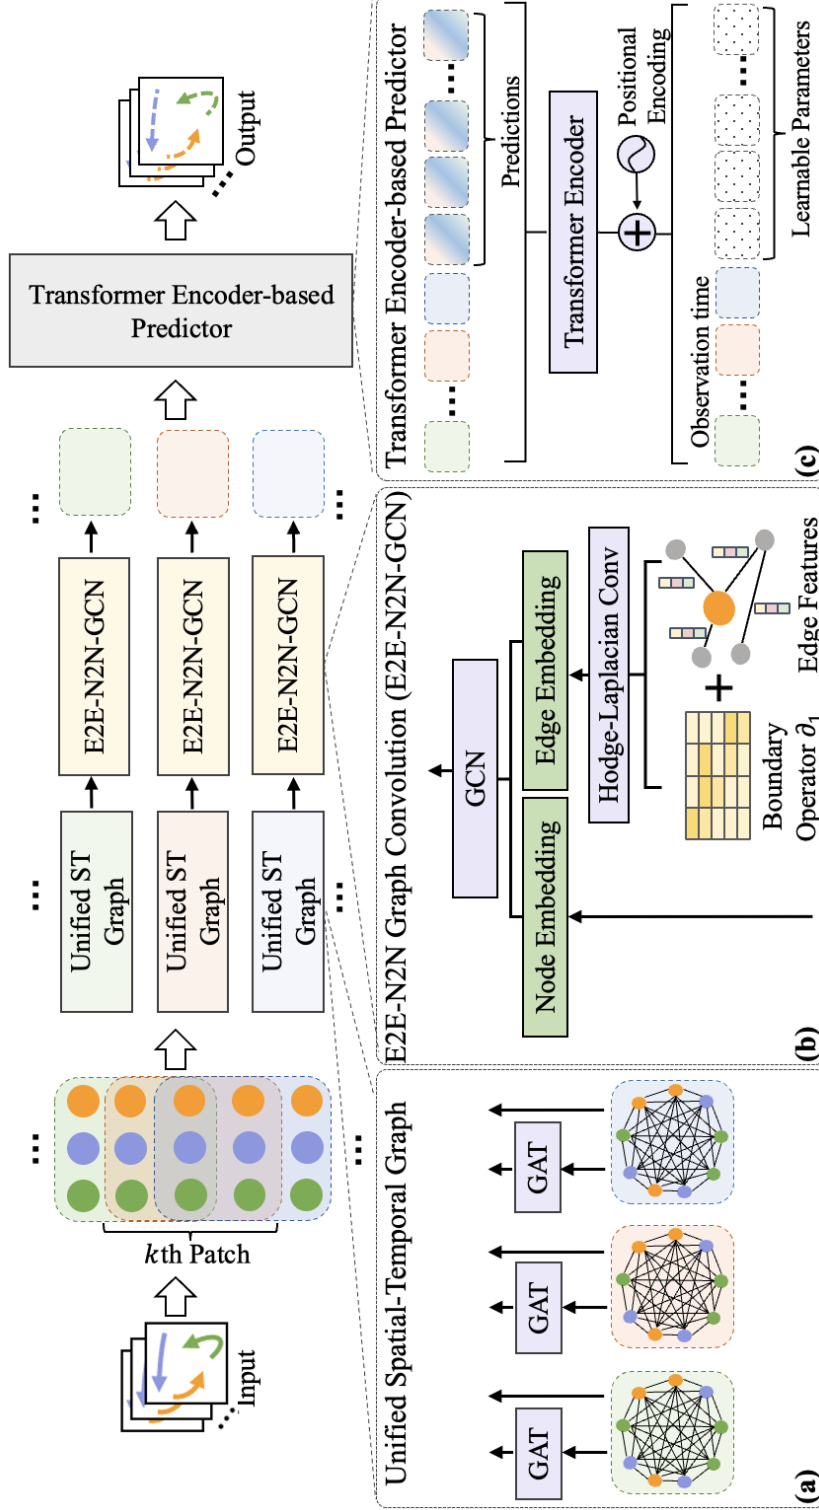 Input
kth Patch
Unified ST
Graph
Unified ST
Graph
Unified ST
Graph
E2E-N2N-GCN
E2E-N2N-GCN
E2E-N2N-GCN
Transformer Encoder-based
Predictor
Output
Unified Spatial-Temporal Graph
GAT
GAT
GAT
(a)
E2E-N2N Graph Convolution (E2E-N2N-GCN)
GCN
Node Embedding
Edge Embedding
Hodge-Laplacian Conv
Boundary
Operator ∂₁
+
Edge Features
(b)
Transformer Encoder-based Predictor
Predictions
Transformer Encoder
Positional
Encoding
Observation time
Learnable Parameters
(c)